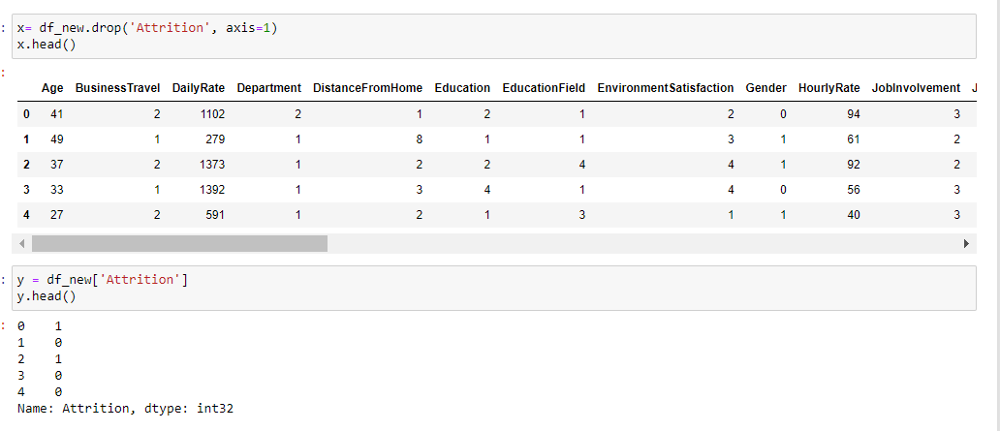 : x= df_new.drop('Attrition', axis=1)
x.head()
:
Age BusinessTravel DailyRate Department DistanceFromHome Education EducationField EnvironmentSatisfaction Gender HourlyRate JobInvolvement J
0 41 2 1102 2 1 2 1 2 0 94 3
1 49 1 279 1 8 1 1 3 1 61 2
2 37 2 1373 1 2 2 4 4 1 92 2
3 33 1 1392 1 3 4 1 4 0 56 3
4 27 2 591 1 2 1 3 1 1 40 3
: y = df_new['Attrition']
y.head()
: 0 1
1 0
2 1
3 0
4 0
Name: Attrition, dtype: int32